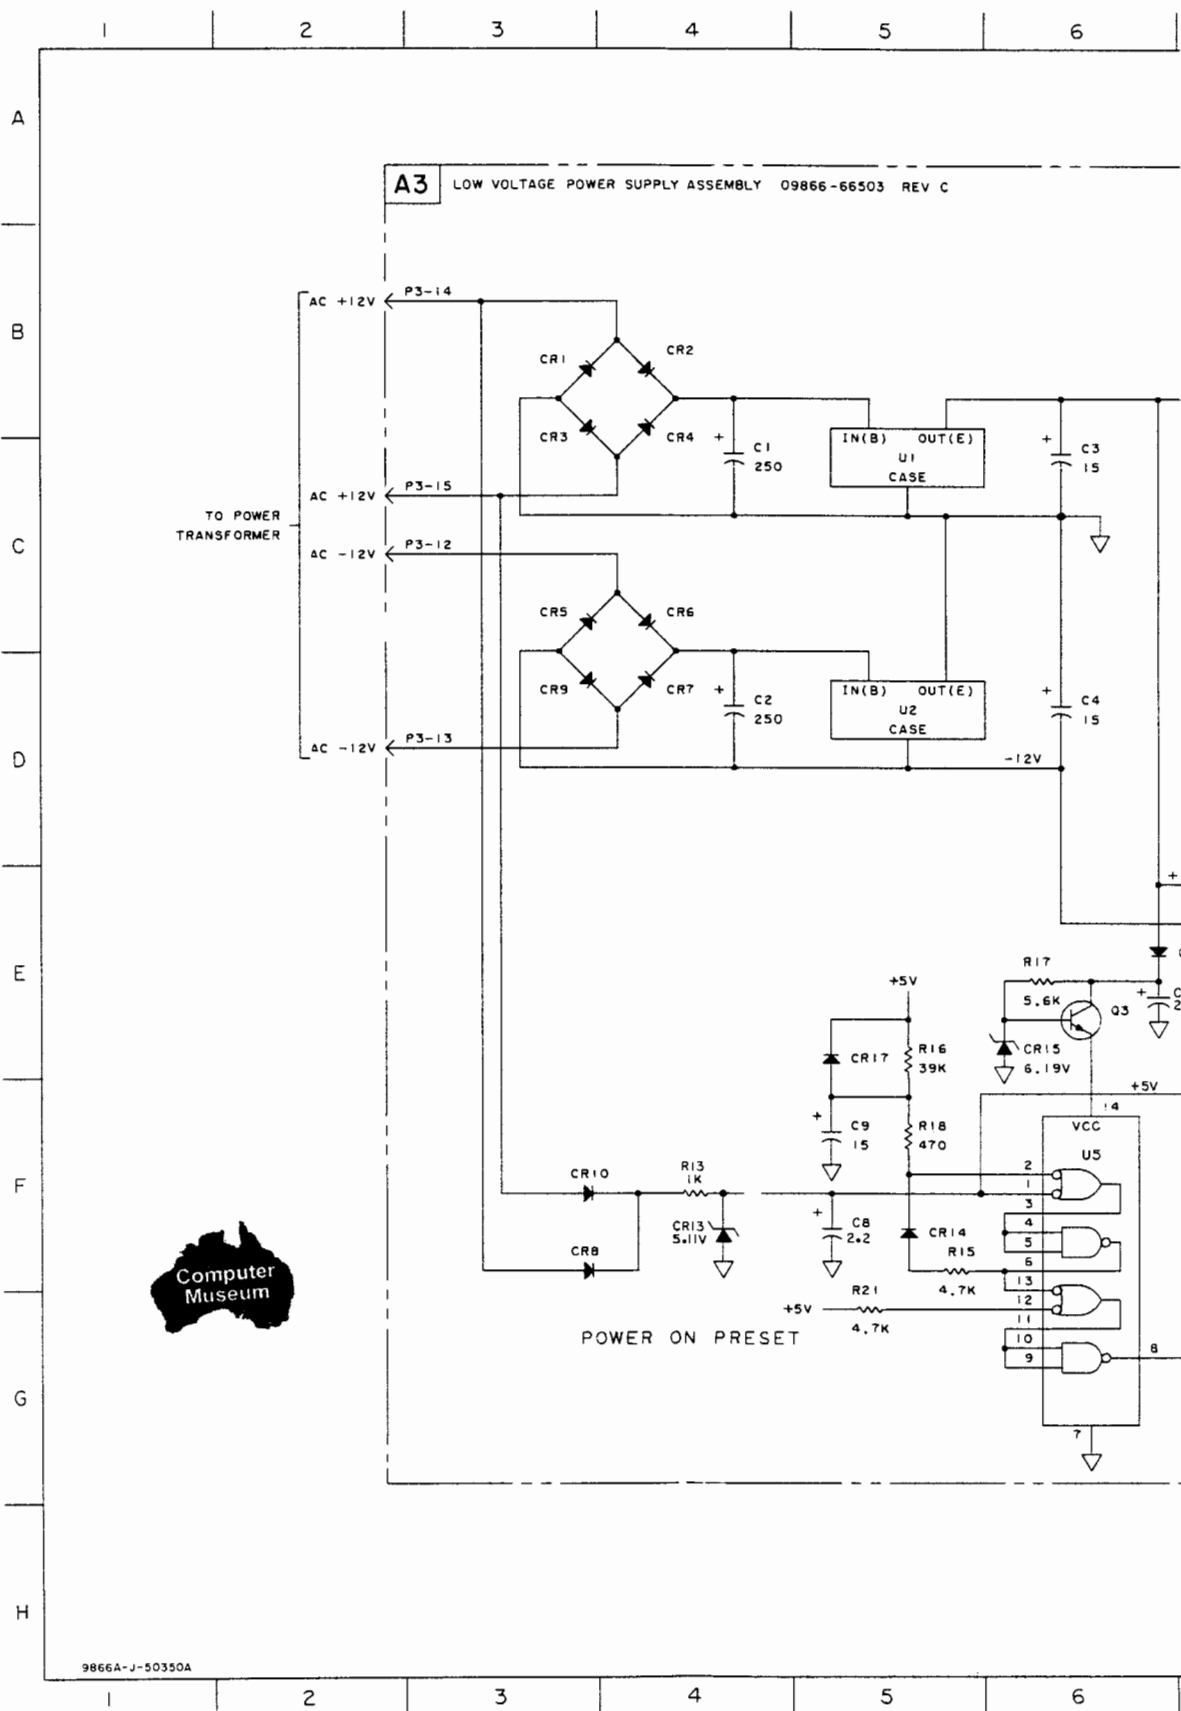 1 2 3 4 5 6
A
A3 LOW VOLTAGE POWER SUPPLY ASSEMBLY 09866-66503 REV C
B
AC +12V P3-14
CR1 CR2
CR3 CR4
C1
250
IN(B) OUT(E)
U1
CASE
C3
15
AC +12V P3-15
TO POWER
TRANSFORMER
C
AC -12V P3-12
CR5 CR6
CR9 CR7
C2
250
IN(B) OUT(E)
U2
CASE
C4
15
AC -12V P3-13
D
-12V
E
+5V
R17
5.6K
Q3
CR17
R16
39K
CR15
6.19V
+5V
14
VCC
C9
15
R18
470
U5
F
CR10
R13
1K
2
1
3
CR13
5.11V
C8
2.2
CR14
4
5
6
CR8
R15
4.7K
13
12
11
Computer
Museum
+5V
R21
4.7K
POWER ON PRESET
10
9
8
G
7
H
9866A-J-50350A
1 2 3 4 5 6